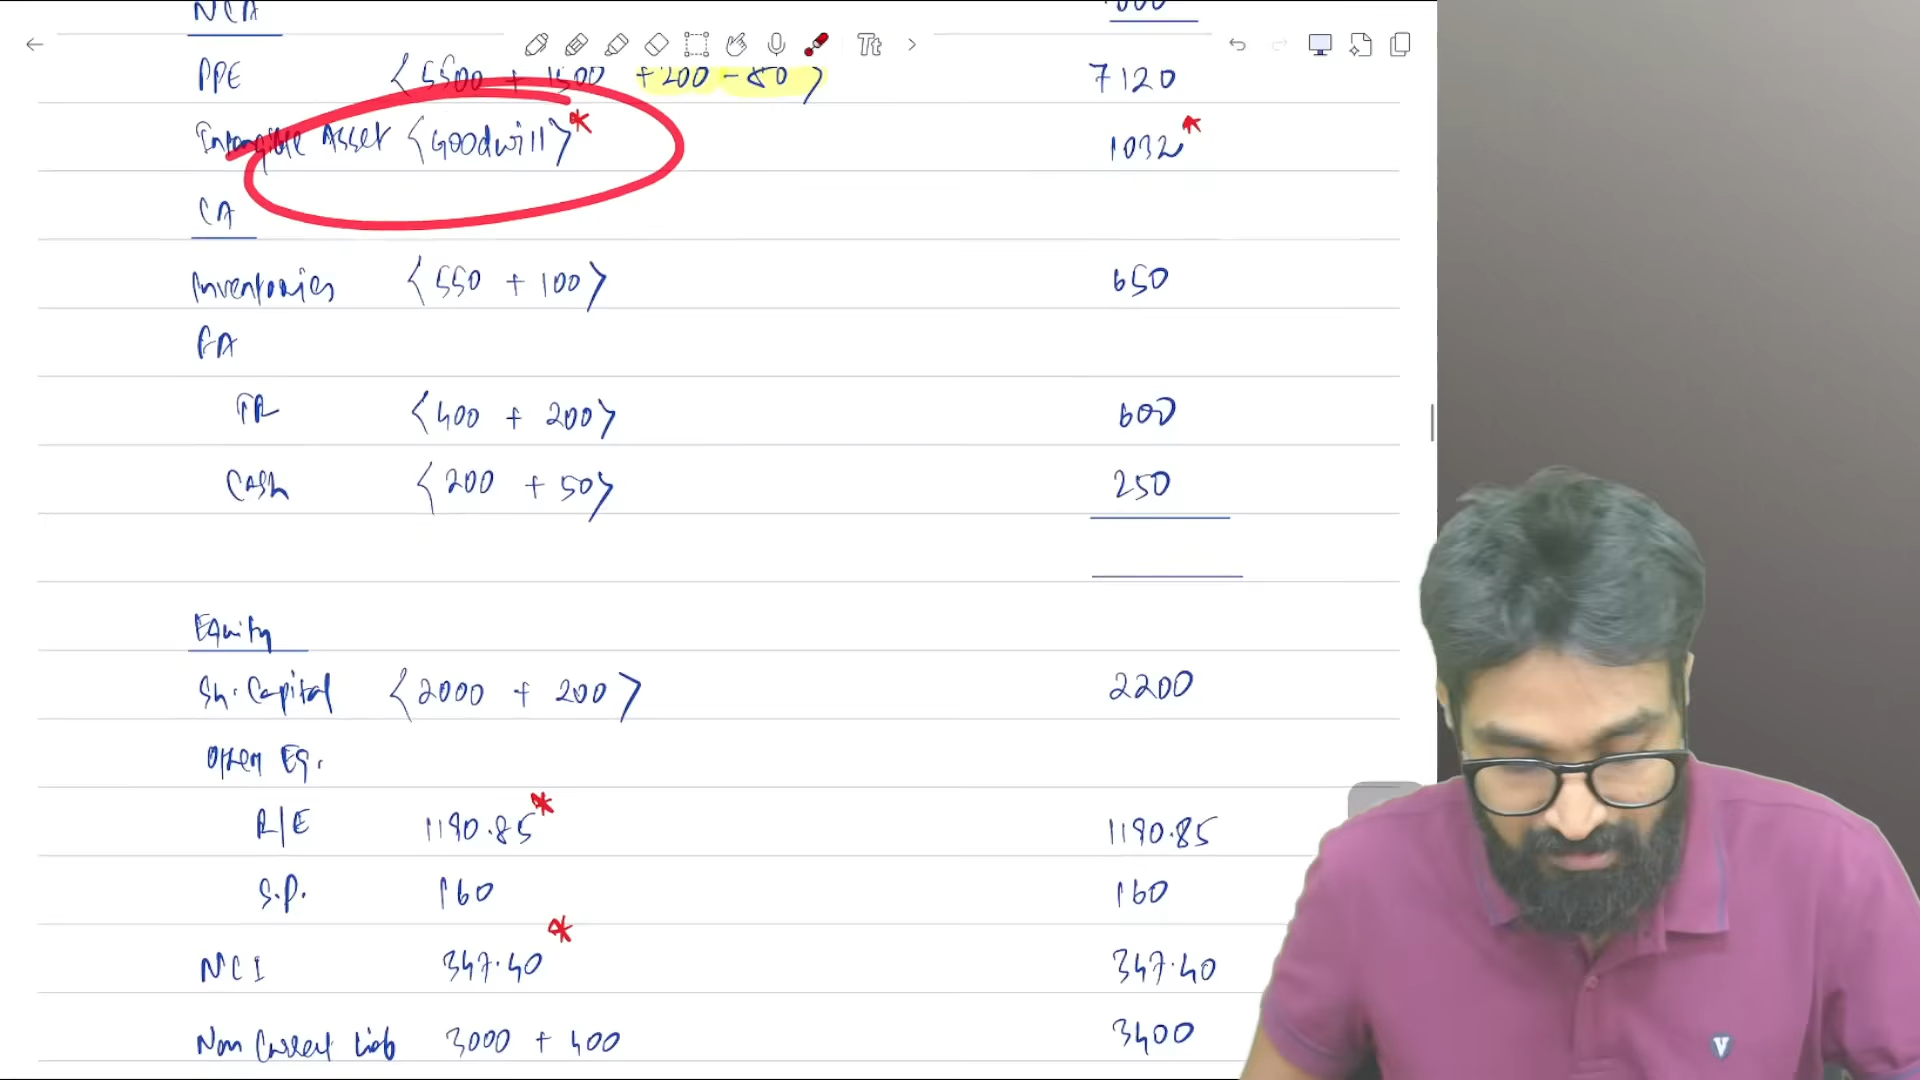 NCA
PPE ⟨5500 + 1500 +200 - 80⟩ 7120
Intangible Asset ⟨Goodwill⟩* 1032*
CA
Inventories ⟨550 + 100⟩ 650
FA
TR ⟨400 + 200⟩ 600
Cash ⟨200 + 50⟩ 250
Equity
Sh. Capital ⟨2000 + 200⟩ 2200
Other Eq.
R/E 1190.85* 1190.85
S.P. 160 160
NCI 347.40* 347.40
Non Current Liab 3000 + 400 3400
Tt
V